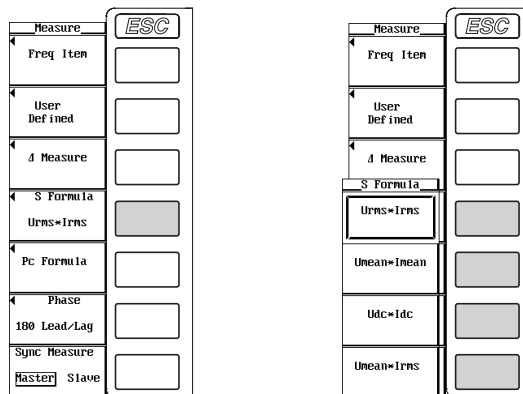 Measure
ESC
Freq Item
User
Defined
Δ Measure
S Formula
Urms*Irms
Pc Formula
Phase
180 Lead/Lag
Sync Measure
Master Slave
Measure
ESC
Freq Item
User
Defined
Δ Measure
S Formula
Urms*Irms
Umean*Imean
Udc*Idc
Umean*Irms